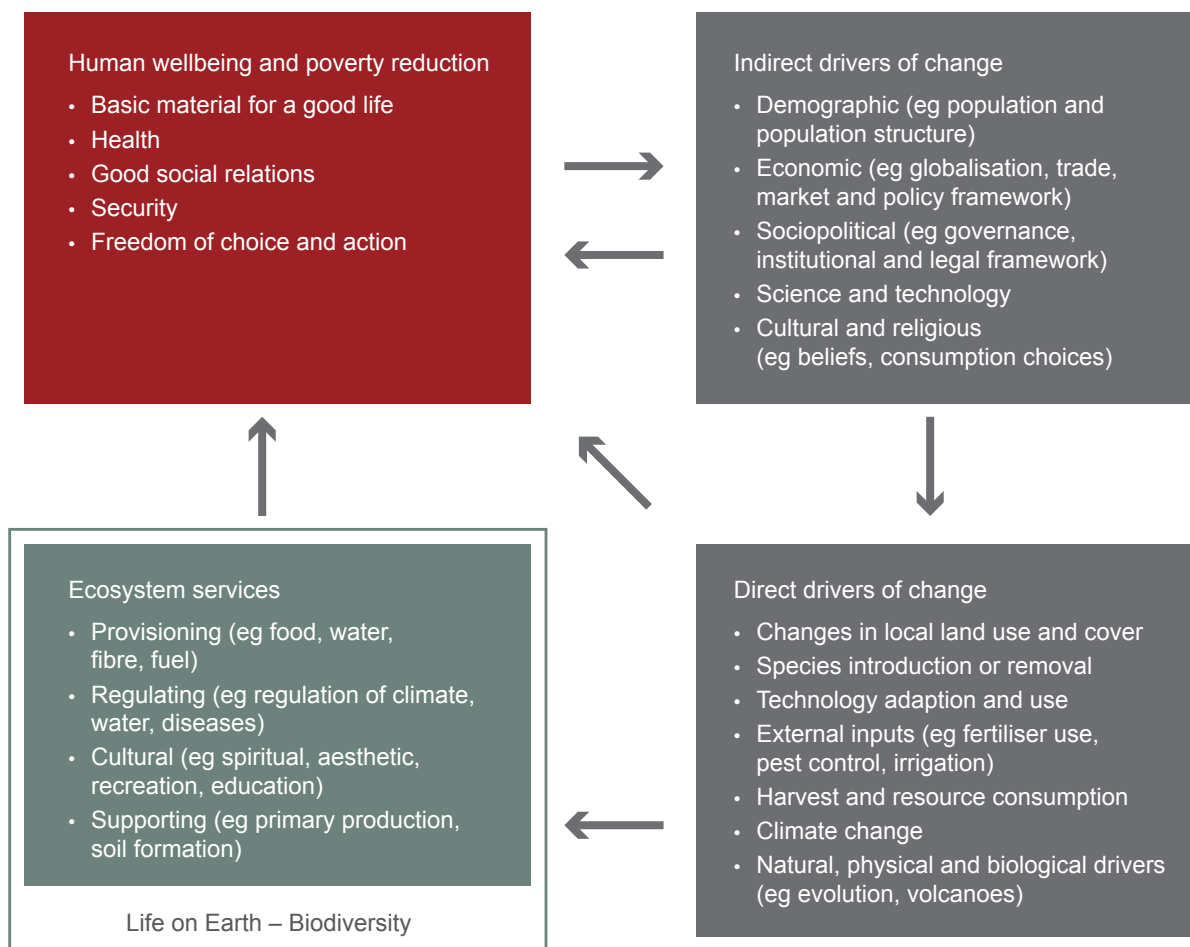 Human wellbeing and poverty reduction
• Basic material for a good life
• Health
• Good social relations
• Security
• Freedom of choice and action
Indirect drivers of change
• Demographic (eg population and
population structure)
• Economic (eg globalisation, trade,
market and policy framework)
• Sociopolitical (eg governance,
institutional and legal framework)
• Science and technology
• Cultural and religious
(eg beliefs, consumption choices)
Ecosystem services
• Provisioning (eg food, water,
fibre, fuel)
• Regulating (eg regulation of climate,
water, diseases)
• Cultural (eg spiritual, aesthetic,
recreation, education)
• Supporting (eg primary production,
soil formation)
Life on Earth – Biodiversity
Direct drivers of change
• Changes in local land use and cover
• Species introduction or removal
• Technology adaption and use
• External inputs (eg fertiliser use,
pest control, irrigation)
• Harvest and resource consumption
• Climate change
• Natural, physical and biological drivers
(eg evolution, volcanoes)